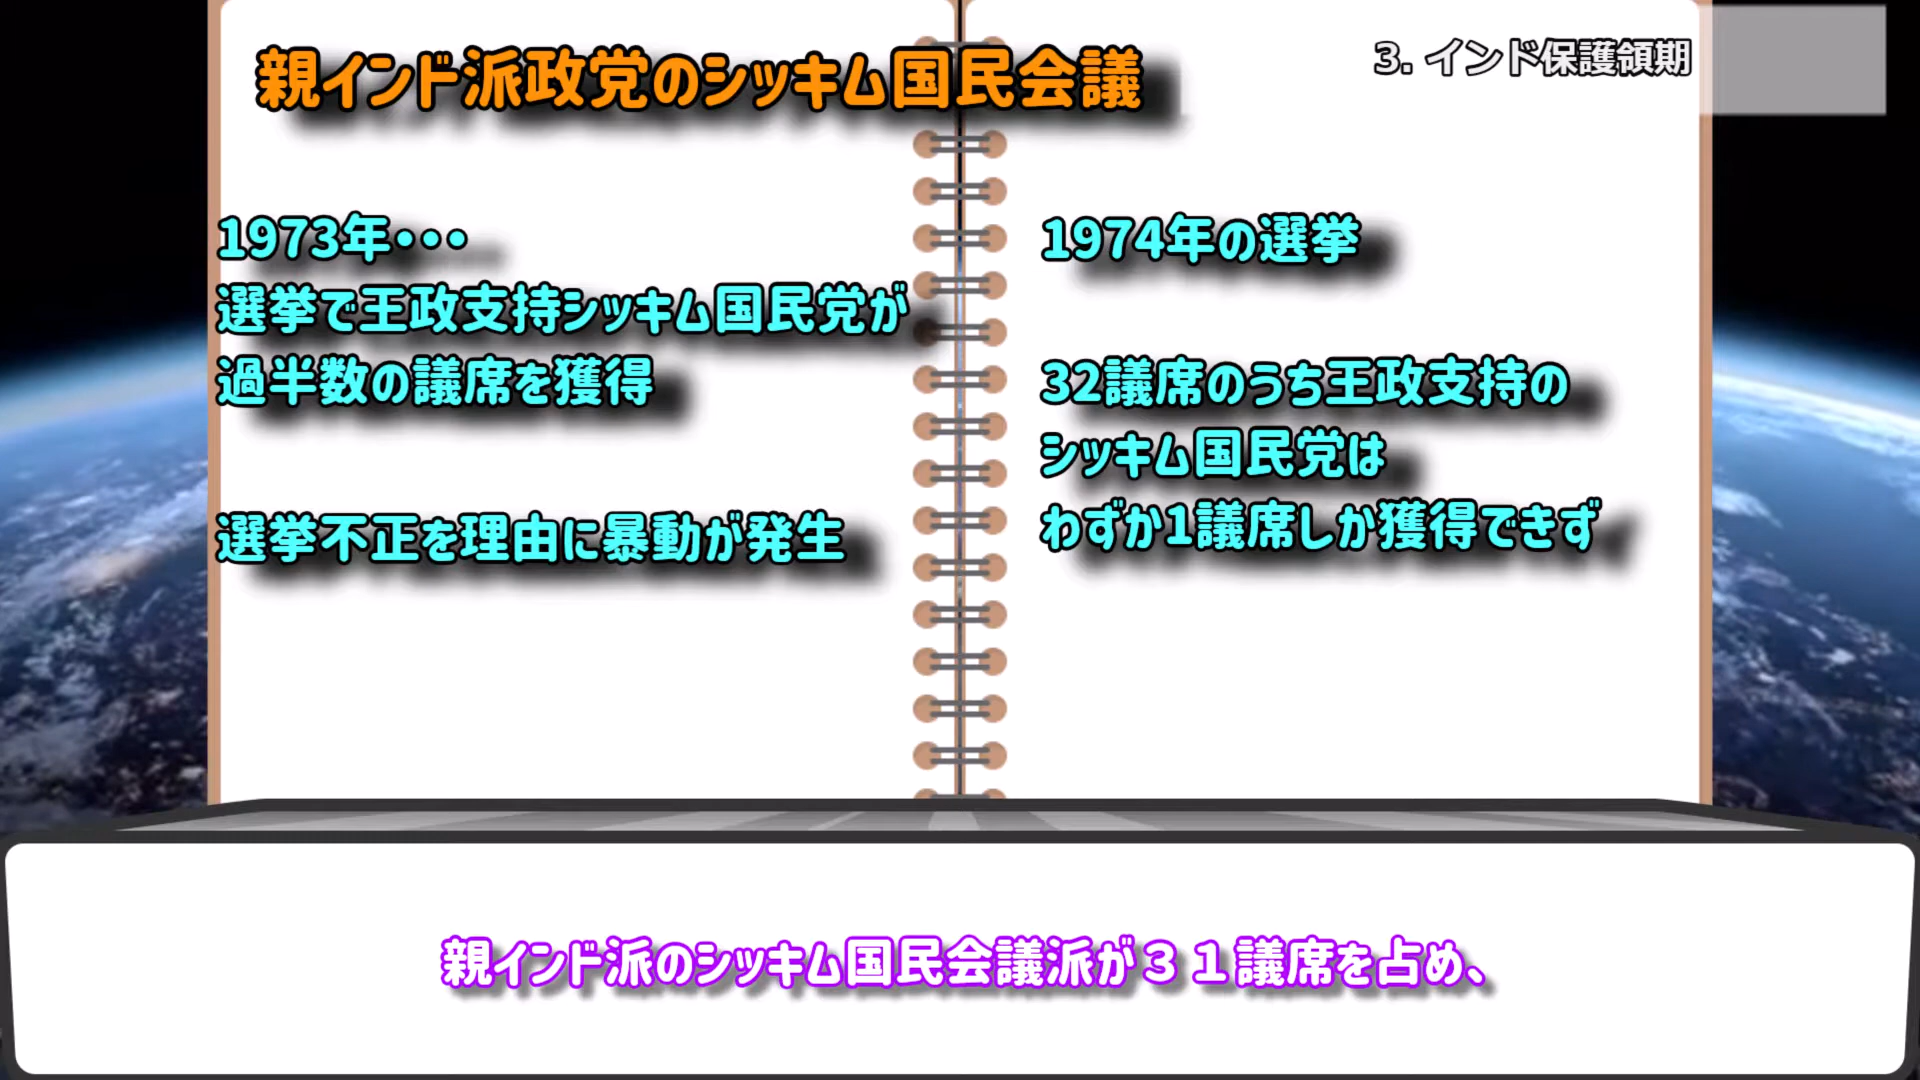 親インド派政党のシッキム国民会議
3. インド保護領期
1973年・・・
選挙で王政支持シッキム国民党が
過半数の議席を獲得
選挙不正を理由に暴動が発生
1974年の選挙
32議席のうち王政支持の
シッキム国民党は
わずか1議席しか獲得できず
親インド派のシッキム国民会議派が３１議席を占め、